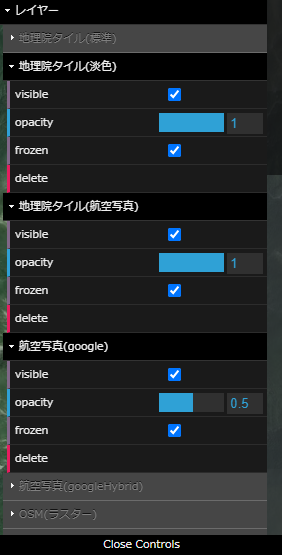 レイヤー
地理院タイル(標準)
地理院タイル(淡色)
visible
opacity 1
frozen
delete
地理院タイル(航空写真)
visible
opacity 1
frozen
delete
航空写真(google)
visible
opacity 0.5
frozen
delete
航空写真(googleHybrid)
OSM(ラスター)
Close Controls